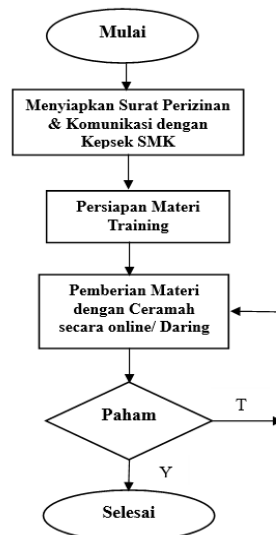 Mulai
Menyiapkan Surat Perizinan
& Komunikasi dengan
Kepsek SMK
Persiapan Materi
Training
Pemberian Materi
dengan Ceramah
secara online/ Daring
Paham
T
Y
Selesai